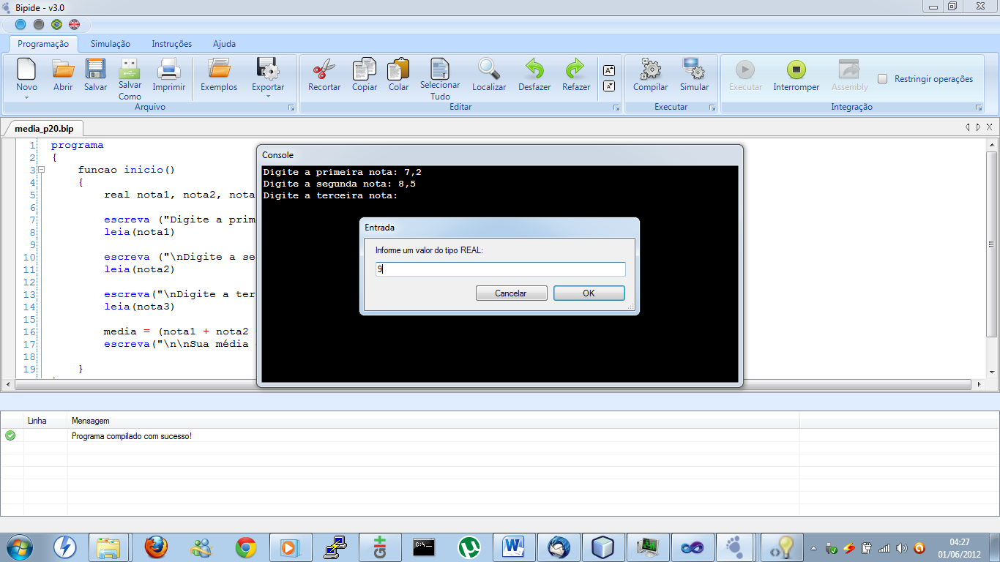 Bipide - v3.0
Programação Simulação Instruções Ajuda
Novo Abrir Salvar Salvar Como Imprimir Exemplos Exportar Recortar Copiar Colar Selecionar Tudo Localizar Desfazer Refazer Compilar Simular Executar Interromper Assembly Restringir operações
Arquivo Editar Executar Integração
media_p20.bip
1 programa
2 {
3 funcao inicio()
4 {
5 real nota1, nota2, nota
6
7 escreva ("Digite a prim
8 leia(nota1)
9
10 escreva ("\nDigite a se
11 leia(nota2)
12
13 escreva("\nDigite a ter
14 leia(nota3)
15
16 media = (nota1 + nota2
17 escreva("\n\nSua média
18
19 }
Console
Digite a primeira nota: 7,2
Digite a segunda nota: 8,5
Digite a terceira nota:
Entrada
Informe um valor do tipo REAL:
9
Cancelar OK
Linha Mensagem
Programa compilado com sucesso!
04:27
01/06/2012